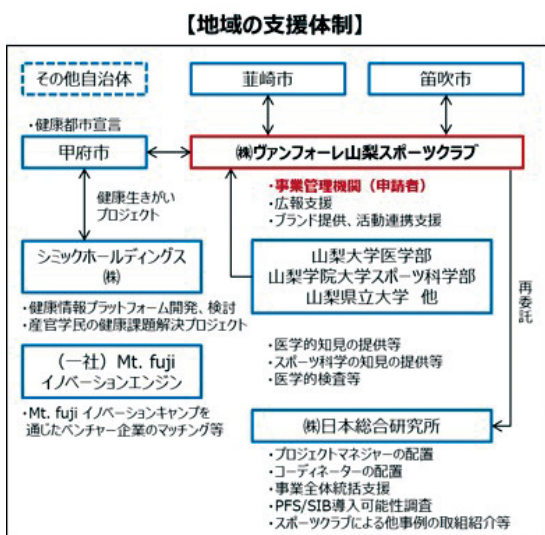 【地域の支援体制】
その他自治体
韮崎市
笛吹市
・健康都市宣言
甲府市
㈱ヴァンフォーレ山梨スポーツクラブ
・事業管理機関（申請者）
・広報支援
・ブランド提供、活動連携支援
健康生きがい
プロジェクト
シミックホールディングス
㈱
・健康情報プラットフォーム開発、検討
・産官学民の健康課題解決プロジェクト
山梨大学医学部
山梨学院大学スポーツ科学部
山梨県立大学 他
・医学的知見の提供等
・スポーツ科学の知見の提供等
・医学的検査等
再委託
（一社）Mt. fuji
イノベーションエンジン
・Mt. fuji イノベーションキャンプを
通じたベンチャー企業のマッチング等
㈱日本総合研究所
・プロジェクトマネジャーの配置
・コーディネーターの配置
・事業全体統括支援
・PFS/SIB導入可能性調査
・スポーツクラブによる他事例の取組紹介等